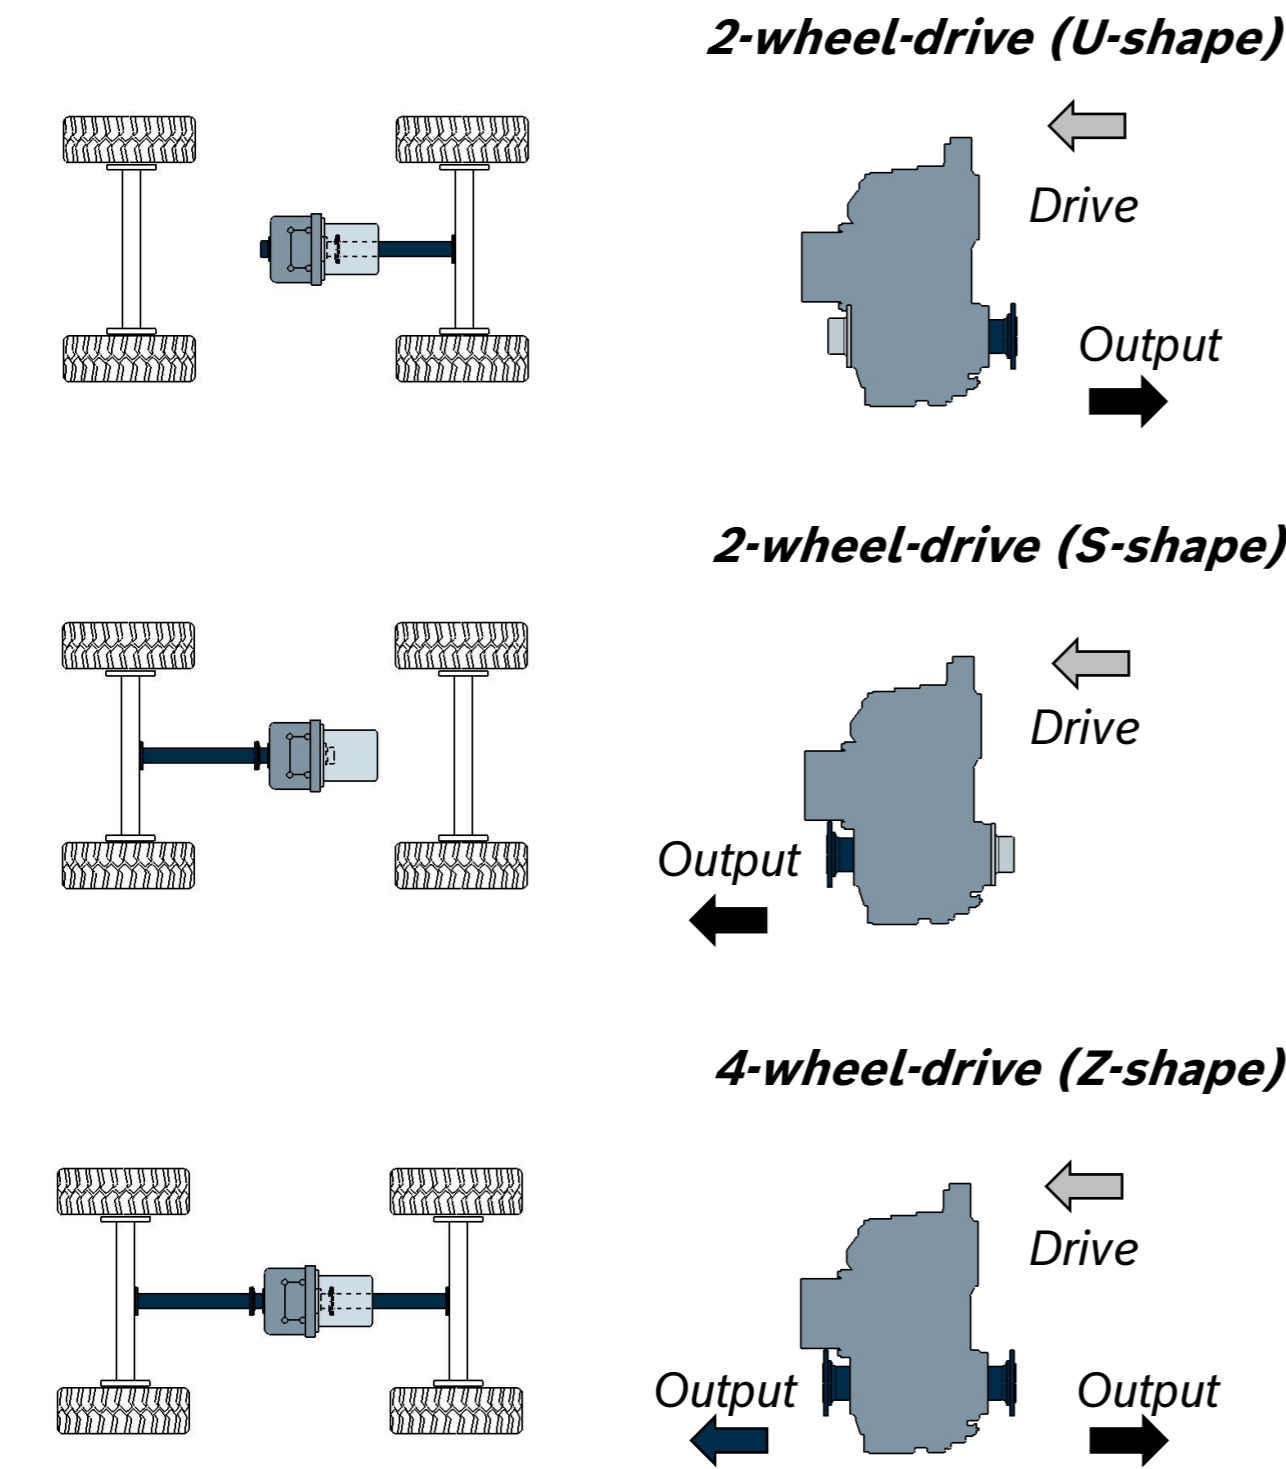 2-wheel-drive (U-shape)
Drive
Output
2-wheel-drive (S-shape)
Drive
Output
4-wheel-drive (Z-shape)
Drive
Output Output